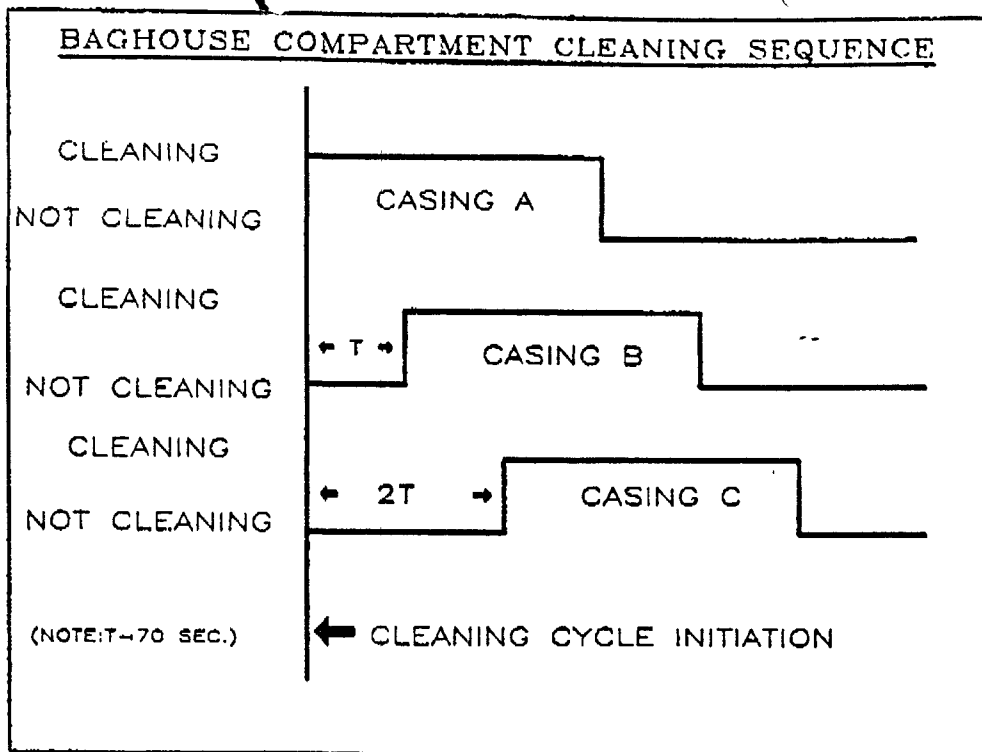 BAGHOUSE COMPARTMENT CLEANING SEQUENCE
CLEANING
CASING A
NOT CLEANING
CLEANING
T
CASING B
NOT CLEANING
CLEANING
2T
CASING C
NOT CLEANING
(NOTE:T-70 SEC.)
CLEANING CYCLE INITIATION